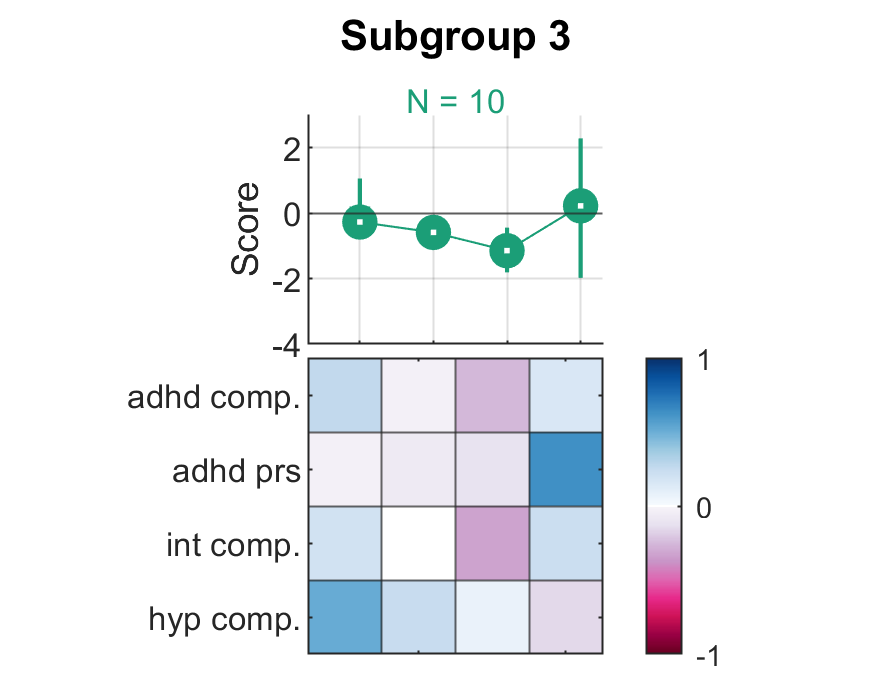 Subgroup 3
N = 10
Score
2
0
-2
-4
adhd comp.
adhd prs
int comp.
hyp comp.
1
0
-1